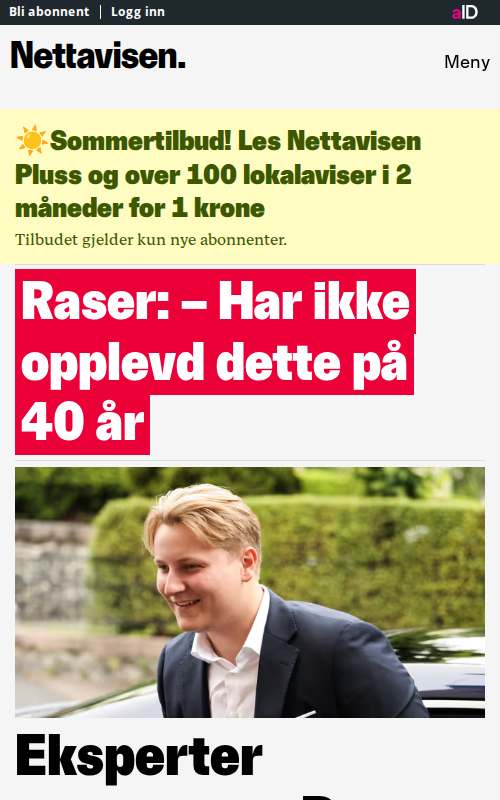 Bli abonnent
Logg inn
aID
Nettavisen.
Meny
☀️Sommertilbud! Les Nettavisen
Pluss og over 100 lokalaviser i 2
måneder for 1 krone
Tilbudet gjelder kun nye abonnenter.
Raser: – Har ikke
opplevd dette på
40 år
Eksperter